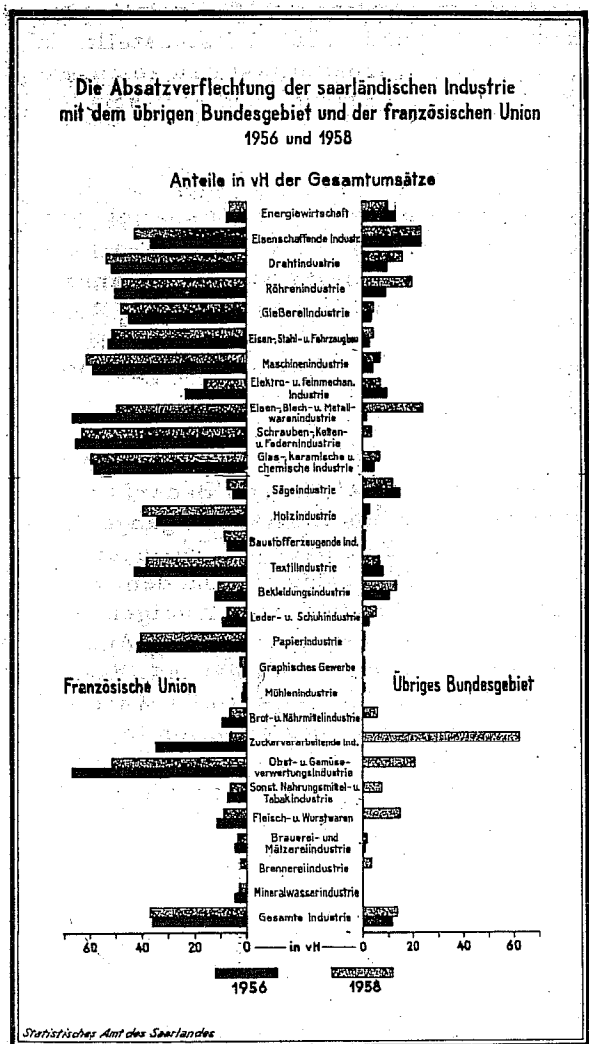 Die Absatzverflechtung der saarländischen Industrie
mit dem übrigen Bundesgebiet und der französischen Union
1956 und 1958
Anteile in vH der Gesamtumsätze
Energiewirtschaft
Eisenschaffende Industr.
Drahtindustrie
Röhrenindustrie
Gießereiindustrie
Eisen-, Stahl- u. Fahrzeugbau
Maschinenindustrie
Elektro- u. Feinmechan.
Industrie
Eisen-, Blech- u. Metall-
warenindustrie
Schrauben-, Ketten-
u. Federnindustrie
Glas-, keramische u.
chemische Industrie
Sägeindustrie
Holzindustrie
Baustofferzeugende Ind.
Textilindustrie
Bekleidungsindustrie
Leder- u. Schuhindustrie
Papierindustrie
Graphisches Gewerbe
Französische Union
Übriges Bundesgebiet
Mühlenindustrie
Brot- u. Nährmittelindustrie
Zuckerverarbeitende Ind.
Obst- u. Gemüse-
verwertungsindustrie
Sonst. Nahrungsmittel- u.
Tabakindustrie
Fleisch- u. Wurstwaren
Brauerei- und
Mälzereiindustrie
Brennereiindustrie
Mineralwasserindustrie
Gesamte Industrie
60 40 20 0 in vH 0 20 40 60
1956 1958
Statistisches Amt des Saarlandes